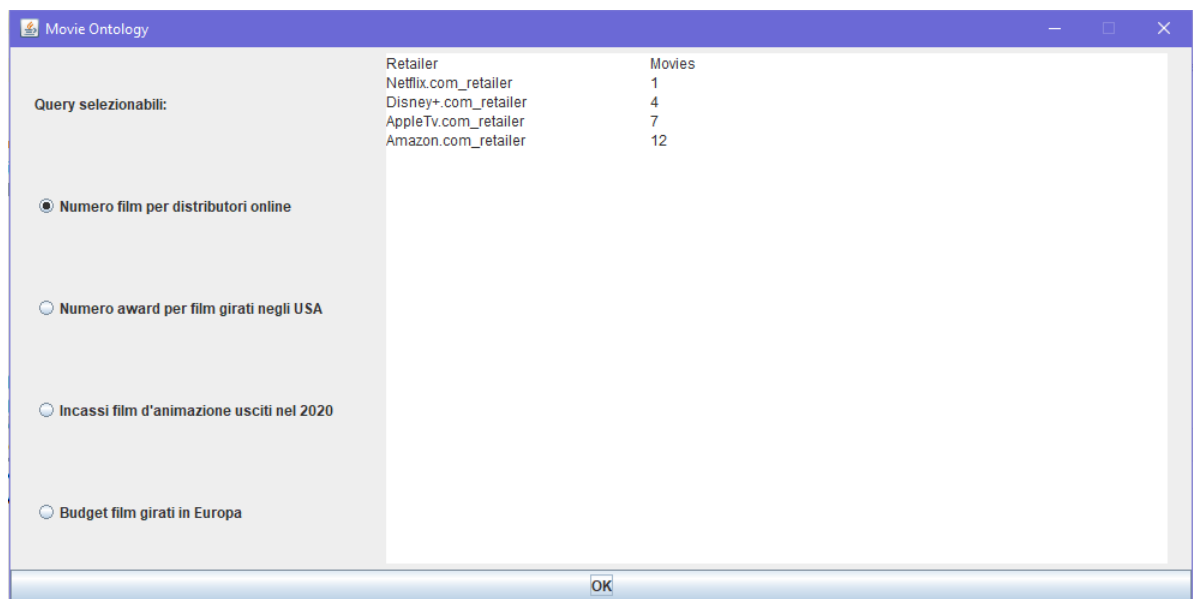 Movie Ontology
Query selezionabili:
Numero film per distributori online
Numero award per film girati negli USA
Incassi film d'animazione usciti nel 2020
Budget film girati in Europa
Retailer Movies
Netflix.com_retailer 1
Disney+.com_retailer 4
AppleTv.com_retailer 7
Amazon.com_retailer 12
OK